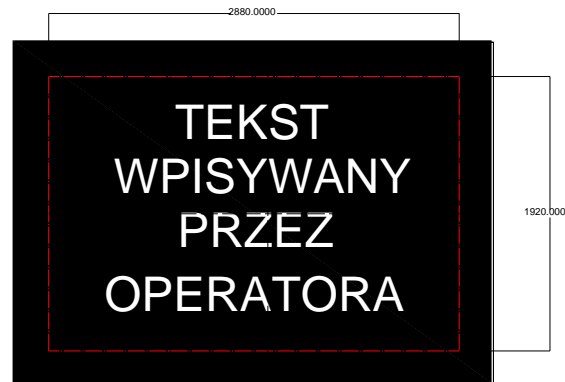 2880.0000
TEKST
WPISYWANY
PRZEZ
OPERATORA
1920.000